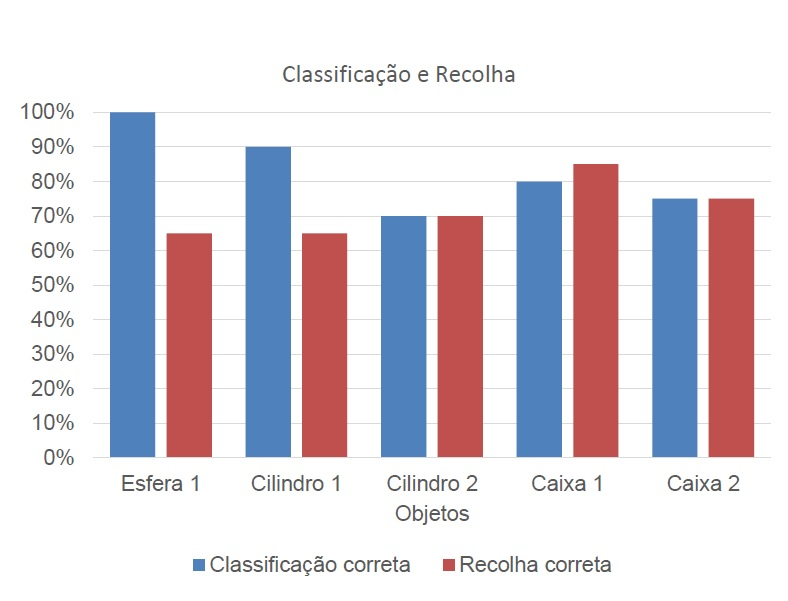 Classificação e Recolha
100%
90%
80%
70%
60%
50%
40%
30%
20%
10%
0%
Esfera 1 Cilindro 1 Cilindro 2 Caixa 1 Caixa 2
Objetos
Classificação correta Recolha correta